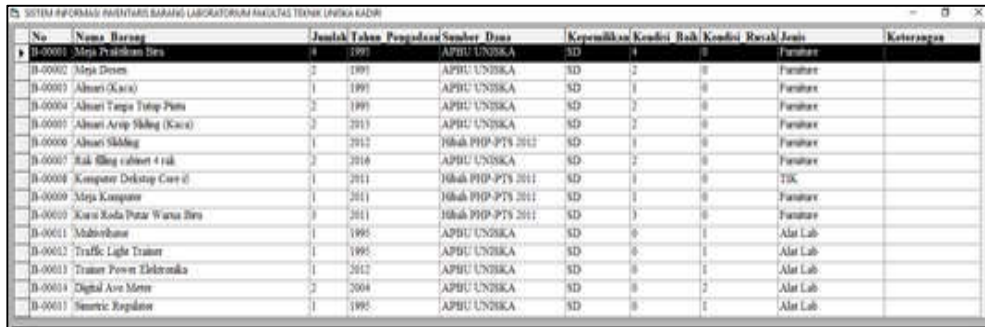 SISTEM INFORMASI INVENTARIS BARANG LABORATORIUM FAKULTAS TEKNIK UNISKA KADIRI
No Nama_Barang Jumlah Tahun_Pengadaan Sumber_Dana Kepemilikan Kondisi_Baik Kondisi_Rusak Jenis Keterangan
B-00001 Meja Praktikum Biru 4 1995 APBU UNISKA SD 4 0 Furniture
B-00002 Meja Dosen 2 1995 APBU UNISKA SD 2 0 Furniture
B-00003 Almari (Kaca) 1 1995 APBU UNISKA SD 1 0 Furniture
B-00004 Almari Tanpa Tutup Pintu 2 1995 APBU UNISKA SD 2 0 Furniture
B-00005 Almari Arsip Sliding (Kaca) 2 2013 APBU UNISKA SD 2 0 Furniture
B-00006 Almari Slidding 1 2012 Hibah PHP-PTS 2012 SD 1 0 Furniture
B-00007 Rak filling cabinet 4 rak 2 2016 APBU UNISKA SD 2 0 Furniture
B-00008 Komputer Dekstop Core 1 2011 Hibah PHP-PTS 2011 SD 1 0 TIK
B-00009 Meja Komputer 1 2011 Hibah PHP-PTS 2011 SD 1 0 Furniture
B-00010 Kursi Roda Putar Warna Biru 3 2011 Hibah PHP-PTS 2011 SD 3 0 Furniture
B-00011 1 1995 APBU UNISKA SD 0 1 Alat Lab
B-00012 Traffic Light Trainer 1 1995 APBU UNISKA SD 0 1 Alat Lab
B-00013 Trainer Power Elektronika 1 2012 APBU UNISKA SD 0 1 Alat Lab
B-00014 Digital Avo Meter 2 2004 APBU UNISKA SD 0 2 Alat Lab
B-00015 Regulator 1 1995 APBU UNISKA SD 0 1 Alat Lab